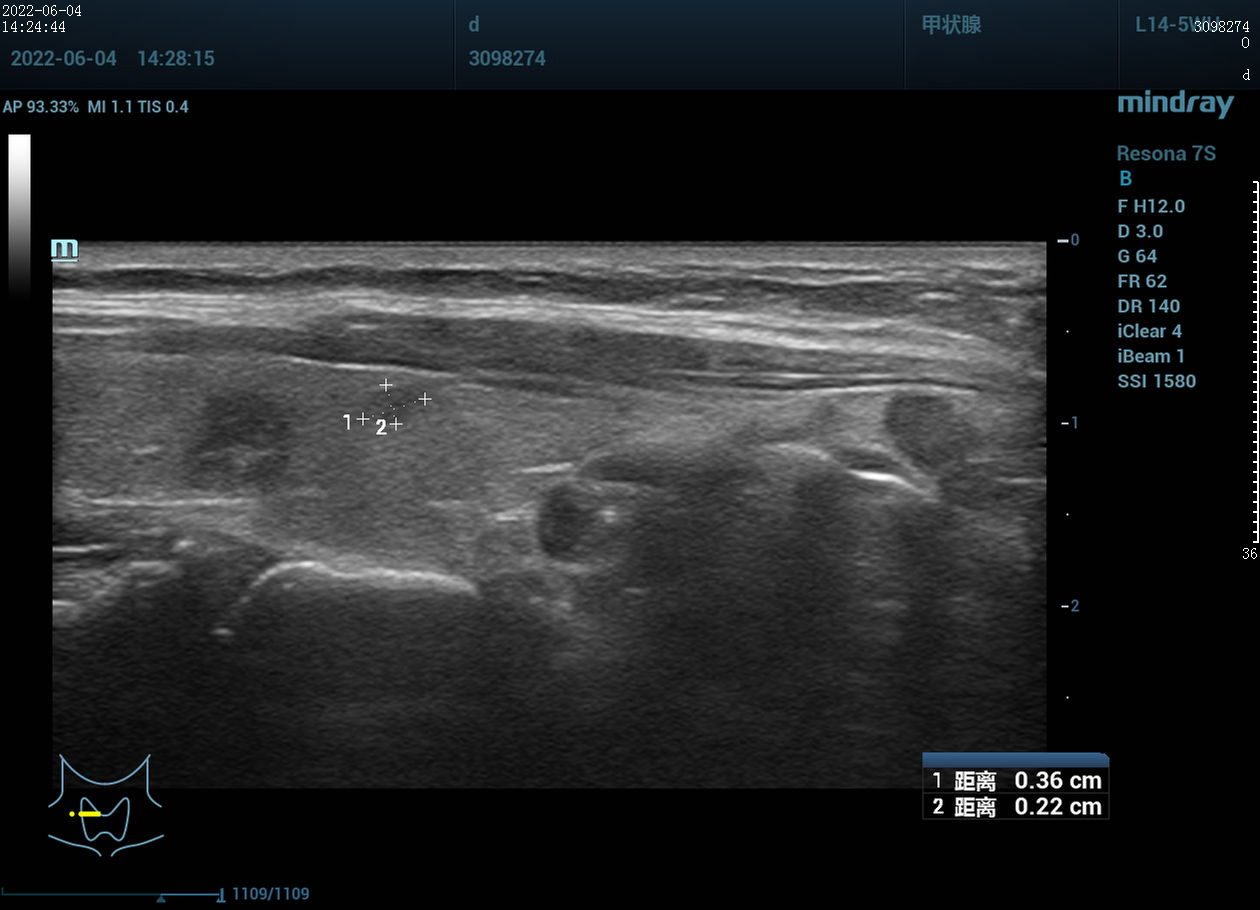 2022-06-04
14:24:44
2022-06-04 14:28:15
d
3098274
甲状腺
L14-5W
3098274
0
d
AP 93.33% MI 1.1 TIS 0.4
mindray
Resona 7S
B
F H12.0
D 3.0
G 64
FR 62
DR 140
iClear 4
iBeam 1
SSI 1580
m
0
1
2
1
2
36
1 距离 0.36 cm
2 距离 0.22 cm
1109/1109